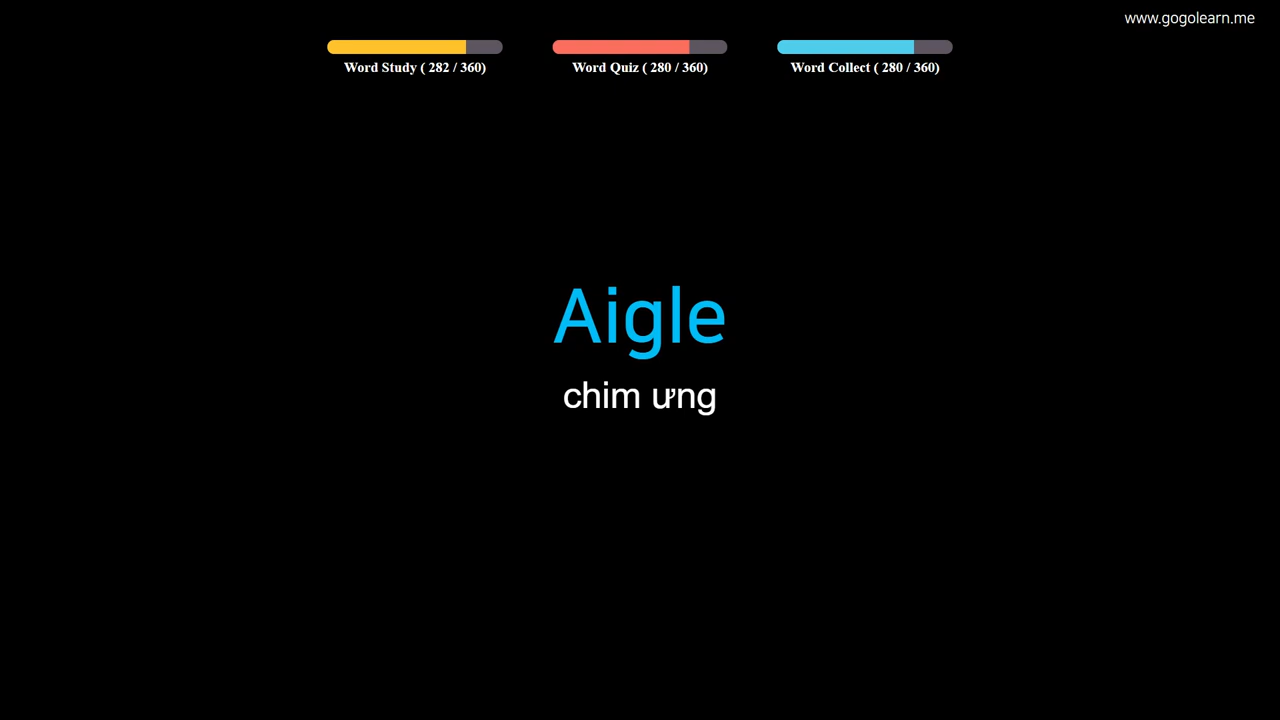 www.gogolearn.me
Word Study ( 282 / 360)
Word Quiz ( 280 / 360)
Word Collect ( 280 / 360)
Aigle
chim ưng